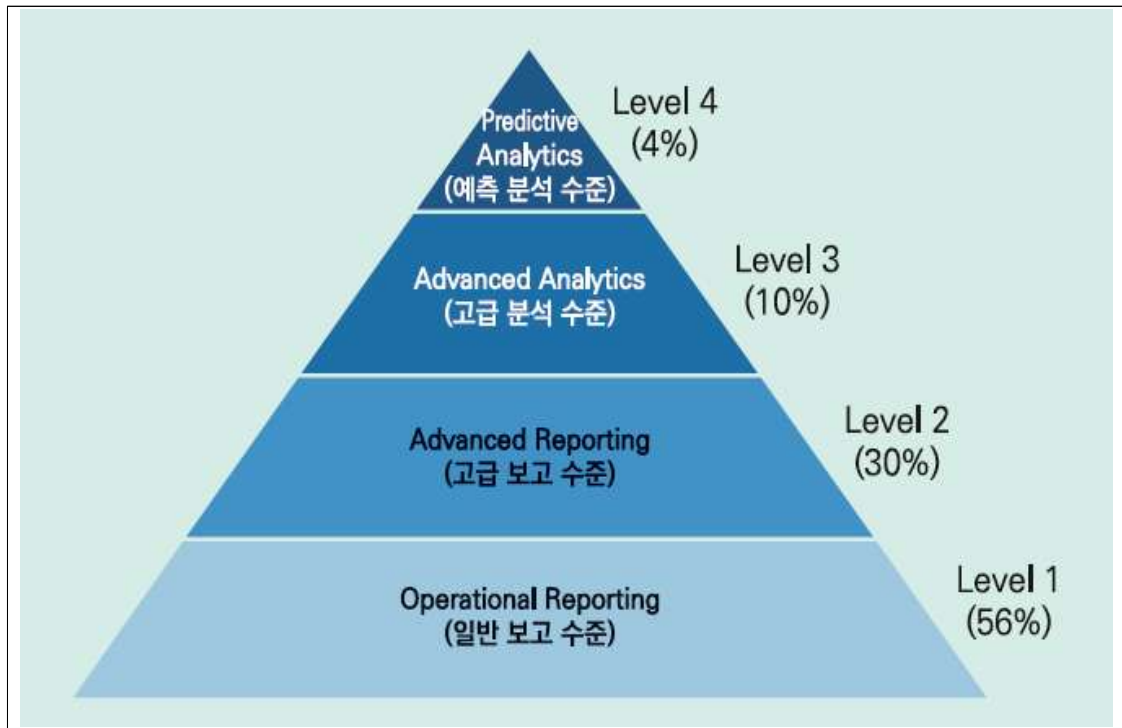 Predictive
Analytics
(예측 분석 수준)
Level 4
(4%)
Advanced Analytics
(고급 분석 수준)
Level 3
(10%)
Advanced Reporting
(고급 보고 수준)
Level 2
(30%)
Operational Reporting
(일반 보고 수준)
Level 1
(56%)